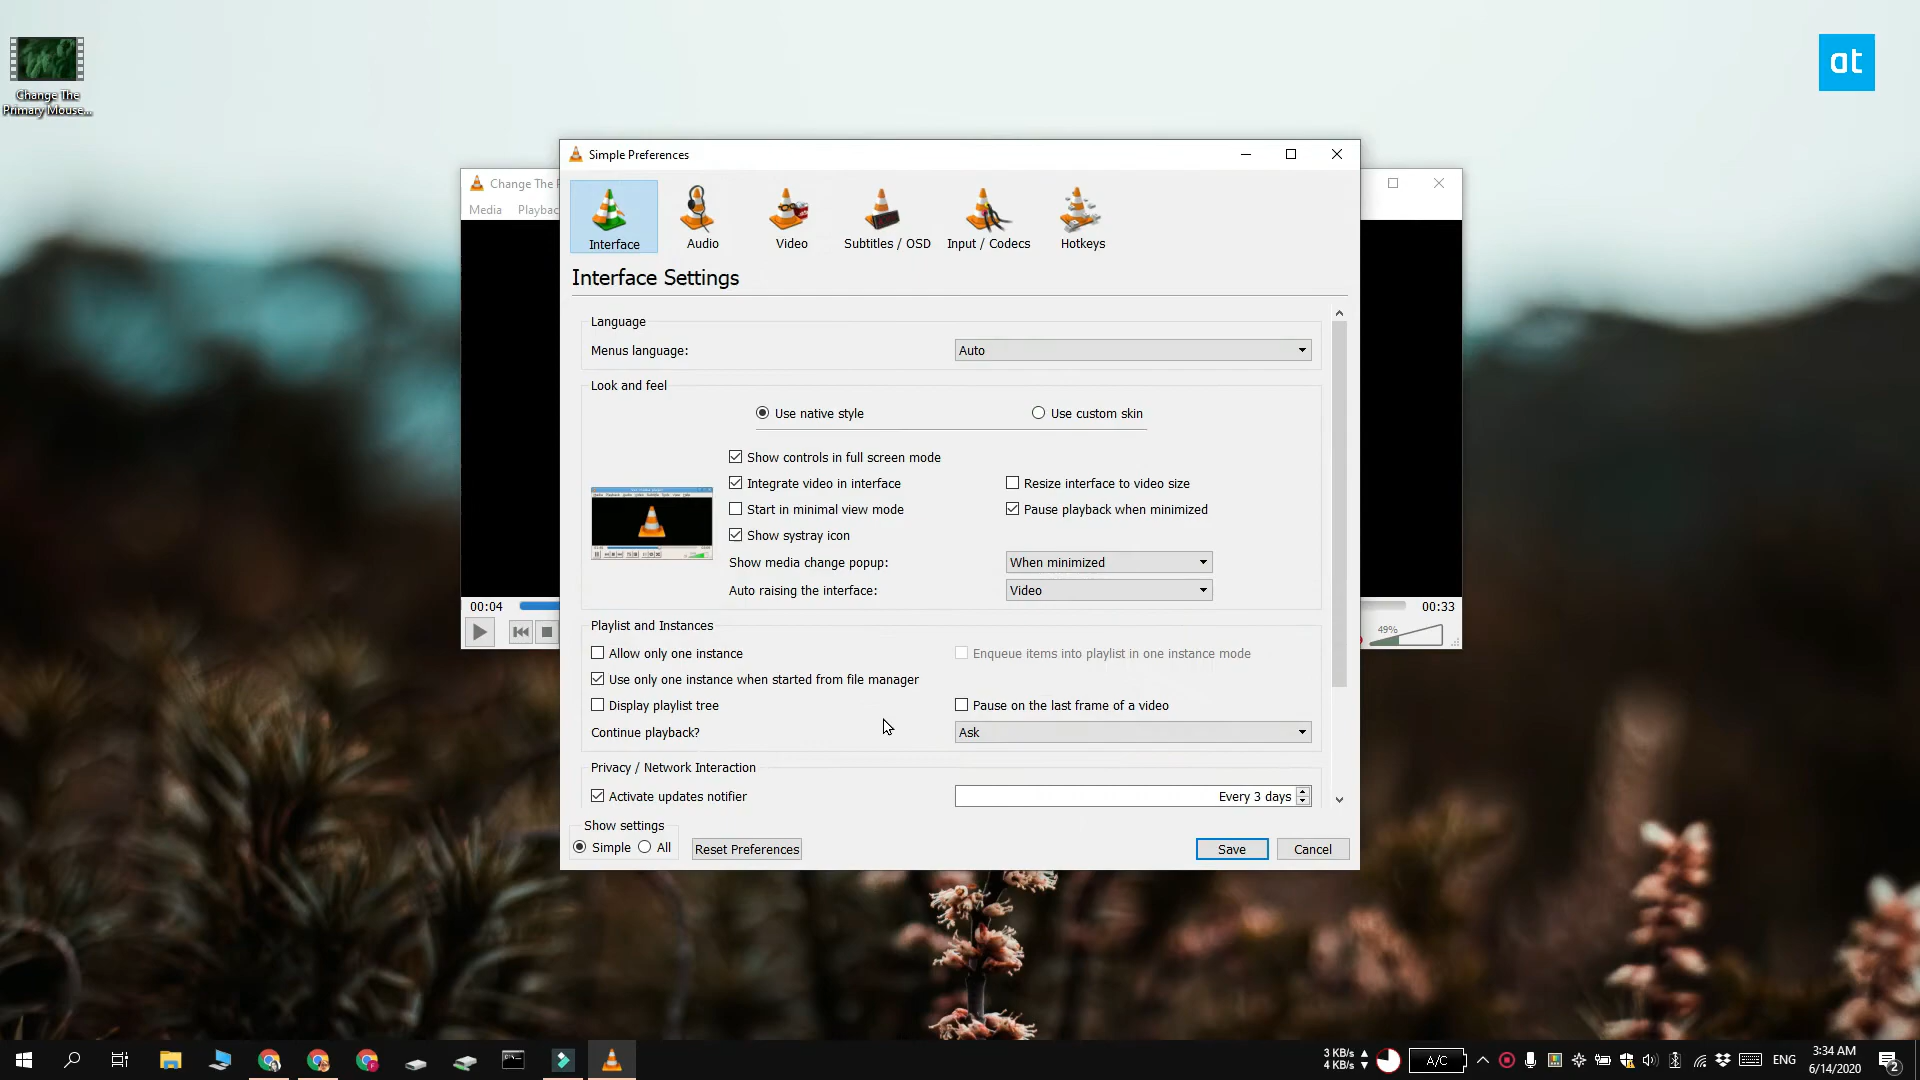 Change The
Primary Mouse...
at
Simple Preferences
Change The P
Media Playbac
Interface
Audio
Video
Subtitles / OSD
Input / Codecs
Hotkeys
Interface Settings
Language
Menus language:
Auto
Look and feel
Use native style
Use custom skin
Show controls in full screen mode
Integrate video in interface
Resize interface to video size
Start in minimal view mode
Pause playback when minimized
Show systray icon
Show media change popup:
When minimized
Auto raising the interface:
Video
00:04
00:33
49%
Playlist and Instances
Allow only one instance
Enqueue items into playlist in one instance mode
Use only one instance when started from file manager
Display playlist tree
Pause on the last frame of a video
Continue playback?
Ask
Privacy / Network Interaction
Activate updates notifier
Every 3 days
Show settings
Simple
All
Reset Preferences
Save
Cancel
3 KB/s
4 KB/s
A/C
ENG
3:34 AM
6/14/2020
2